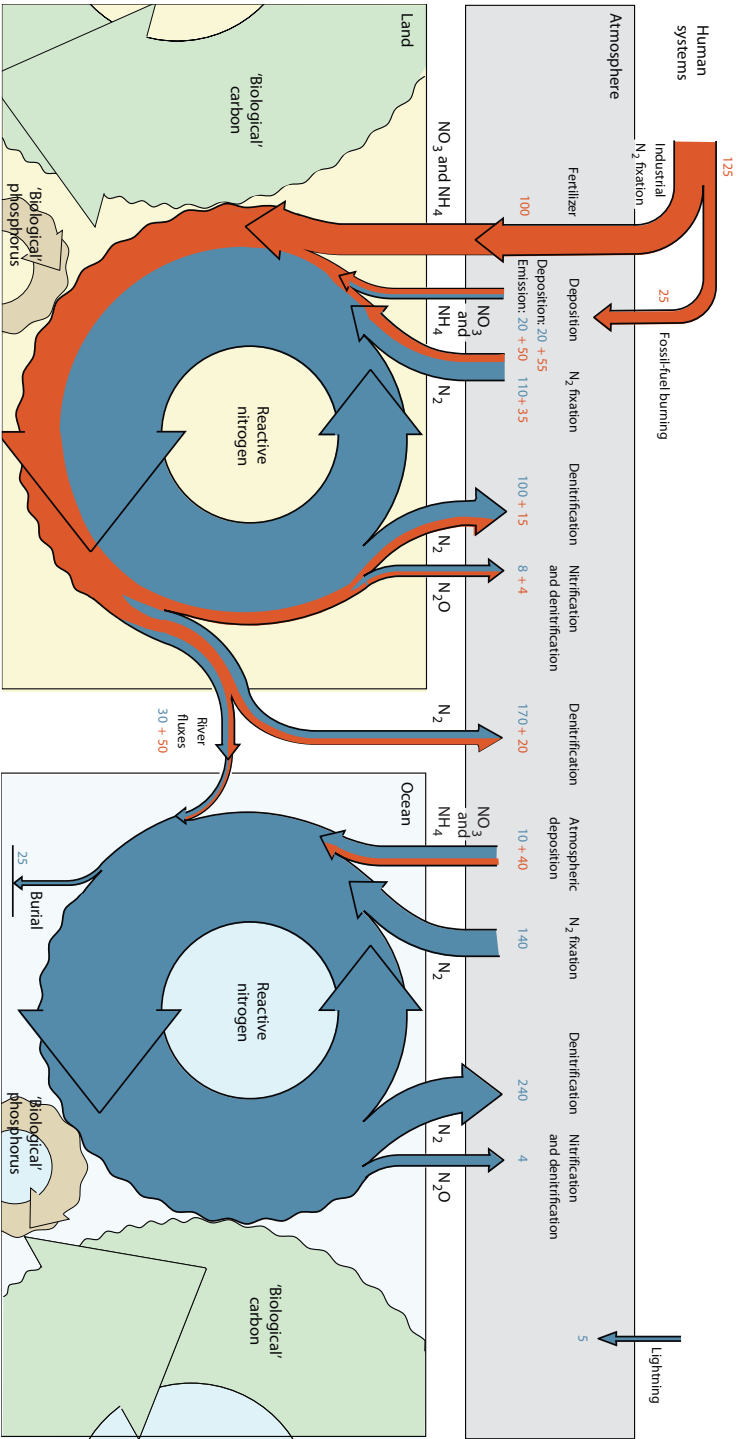 Human
systems
125
Industrial
N2 fixation
25
Fossil-fuel burning
Lightning
5
Atmosphere
Fertilizer
100
Deposition
Deposition: 20 + 55
Emission: 20 + 50
N2 fixation
110+ 35
Denitrification
100 + 15
Nitrification
and denitrification
8 + 4
Denitrification
170 + 20
Atmospheric
deposition
10 + 40
N2 fixation
140
Denitrification
240
Nitrification
and denitrification
4
NO3 and NH4
NO3
and
NH4
N2
N2
N2O
N2
NO3
and
NH4
N2
N2
N2O
Land
'Biological'
carbon
'Biological'
phosphorus
Reactive
nitrogen
River
fluxes
30 + 50
Ocean
Reactive
nitrogen
25
Burial
'Biological'
phosphorus
'Biological'
carbon